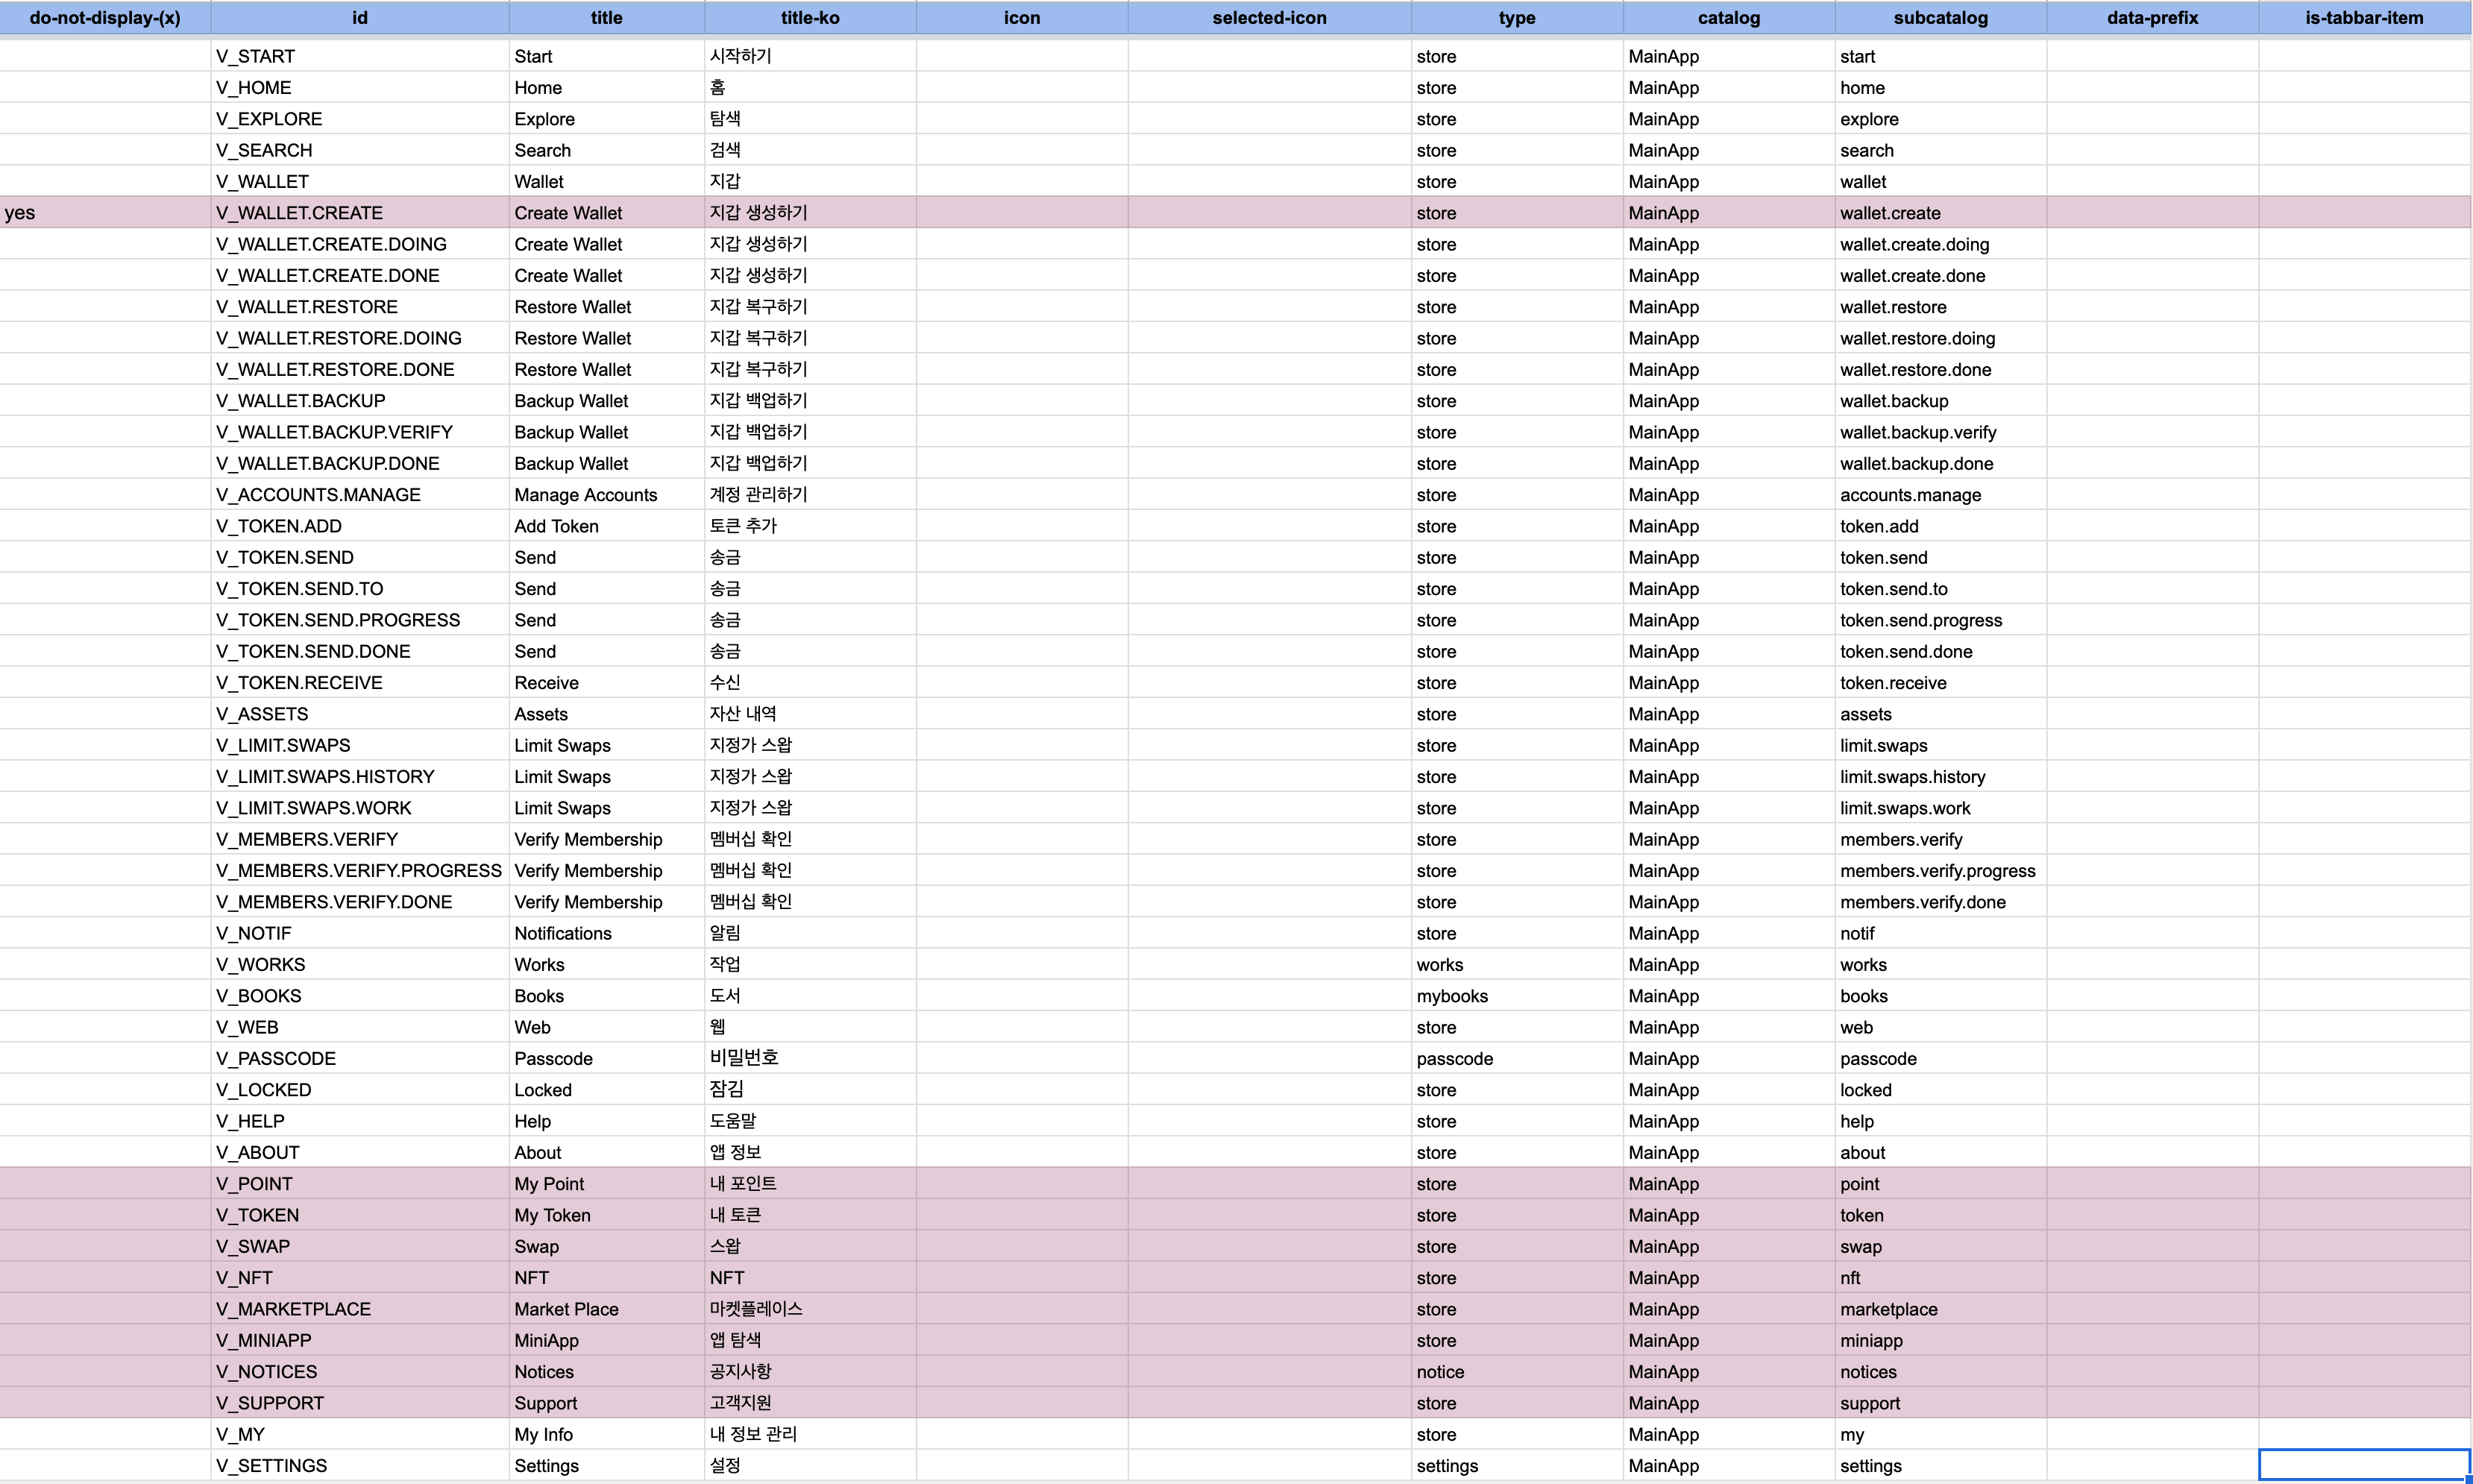 do-not-display-(x) id title title-ko icon selected-icon type catalog subcatalog data-prefix is-tabbar-item
V_START Start 시작하기 store MainApp start
V_HOME Home 홈 store MainApp home
V_EXPLORE Explore 탐색 store MainApp explore
V_SEARCH Search 검색 store MainApp search
V_WALLET Wallet 지갑 store MainApp wallet
yes V_WALLET.CREATE Create Wallet 지갑 생성하기 store MainApp wallet.create
V_WALLET.CREATE.DOING Create Wallet 지갑 생성하기 store MainApp wallet.create.doing
V_WALLET.CREATE.DONE Create Wallet 지갑 생성하기 store MainApp wallet.create.done
V_WALLET.RESTORE Restore Wallet 지갑 복구하기 store MainApp wallet.restore
V_WALLET.RESTORE.DOING Restore Wallet 지갑 복구하기 store MainApp wallet.restore.doing
V_WALLET.RESTORE.DONE Restore Wallet 지갑 복구하기 store MainApp wallet.restore.done
V_WALLET.BACKUP Backup Wallet 지갑 백업하기 store MainApp wallet.backup
V_WALLET.BACKUP.VERIFY Backup Wallet 지갑 백업하기 store MainApp wallet.backup.verify
V_WALLET.BACKUP.DONE Backup Wallet 지갑 백업하기 store MainApp wallet.backup.done
V_ACCOUNTS.MANAGE Manage Accounts 계정 관리하기 store MainApp accounts.manage
V_TOKEN.ADD Add Token 토큰 추가 store MainApp token.add
V_TOKEN.SEND Send 송금 store MainApp token.send
V_TOKEN.SEND.TO Send 송금 store MainApp token.send.to
V_TOKEN.SEND.PROGRESS Send 송금 store MainApp token.send.progress
V_TOKEN.SEND.DONE Send 송금 store MainApp token.send.done
V_TOKEN.RECEIVE Receive 수신 store MainApp token.receive
V_ASSETS Assets 자산 내역 store MainApp assets
V_LIMIT.SWAPS Limit Swaps 지정가 스왑 store MainApp limit.swaps
V_LIMIT.SWAPS.HISTORY Limit Swaps 지정가 스왑 store MainApp limit.swaps.history
V_LIMIT.SWAPS.WORK Limit Swaps 지정가 스왑 store MainApp limit.swaps.work
V_MEMBERS.VERIFY Verify Membership 멤버십 확인 store MainApp members.verify
V_MEMBERS.VERIFY.PROGRESS Verify Membership 멤버십 확인 store MainApp members.verify.progress
V_MEMBERS.VERIFY.DONE Verify Membership 멤버십 확인 store MainApp members.verify.done
V_NOTIF Notifications 알림 store MainApp notif
V_WORKS Works 작업 works MainApp works
V_BOOKS Books 도서 mybooks MainApp books
V_WEB Web 웹 store MainApp web
V_PASSCODE Passcode 비밀번호 passcode MainApp passcode
V_LOCKED Locked 잠김 store MainApp locked
V_HELP Help 도움말 store MainApp help
V_ABOUT About 앱 정보 store MainApp about
V_POINT My Point 내 포인트 store MainApp point
V_TOKEN My Token 내 토큰 store MainApp token
V_SWAP Swap 스왑 store MainApp swap
V_NFT NFT NFT store MainApp nft
V_MARKETPLACE Market Place 마켓플레이스 store MainApp marketplace
V_MINIAPP MiniApp 앱 탐색 store MainApp miniapp
V_NOTICES Notices 공지사항 notice MainApp notices
V_SUPPORT Support 고객지원 store MainApp support
V_MY My Info 내 정보 관리 store MainApp my
V_SETTINGS Settings 설정 settings MainApp settings